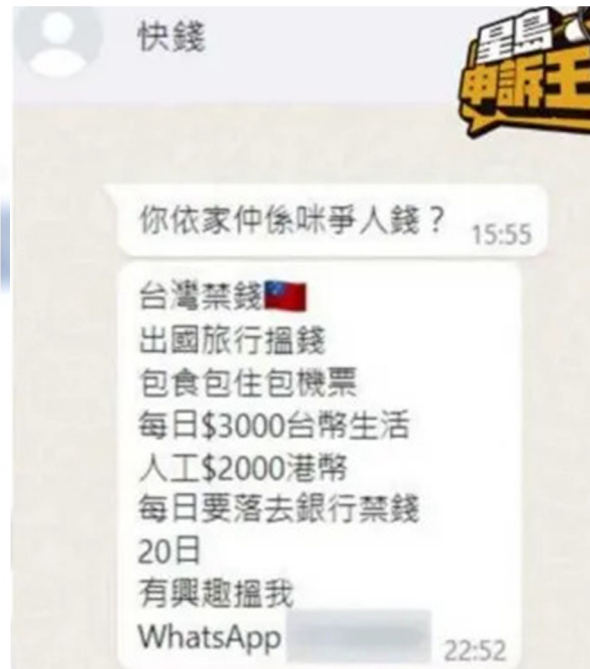 快錢
星島
申訴王
你依家仲係咪爭人錢？
15:55
台灣禁錢🇹🇼
出國旅行搵錢
包食包住包機票
每日$3000台幣生活
人工$2000港幣
每日要落去銀行禁錢
20日
有興趣搵我
WhatsApp
22:52